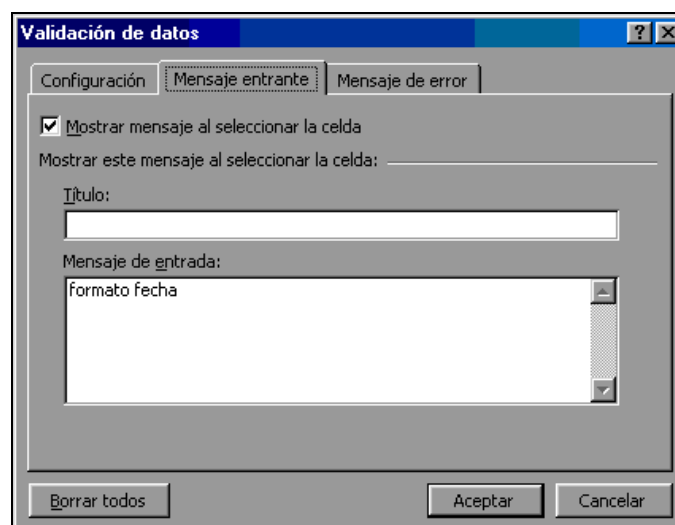 Validación de datos
Configuración Mensaje entrante Mensaje de error
Mostrar mensaje al seleccionar la celda
Mostrar este mensaje al seleccionar la celda:
Título:
Mensaje de entrada:
formato fecha
Borrar todos Aceptar Cancelar